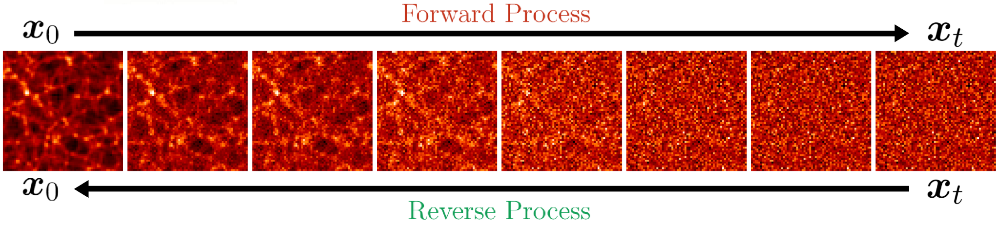 Forward Process
x₀ xₜ
x₀ xₜ
Reverse Process